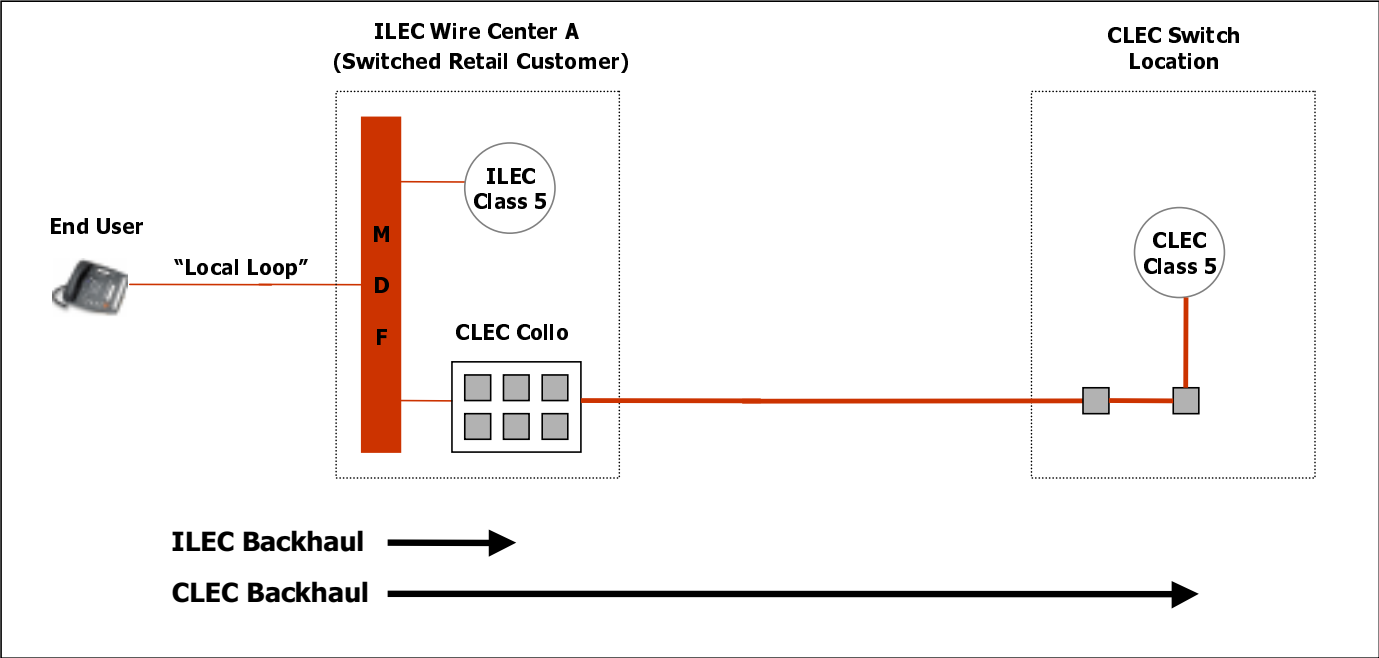 ILEC Wire Center A
(Switched Retail Customer)
CLEC Switch
Location
ILEC
Class 5
End User
“Local Loop”
M
D
F
CLEC Collo
CLEC
Class 5
ILEC Backhaul
CLEC Backhaul